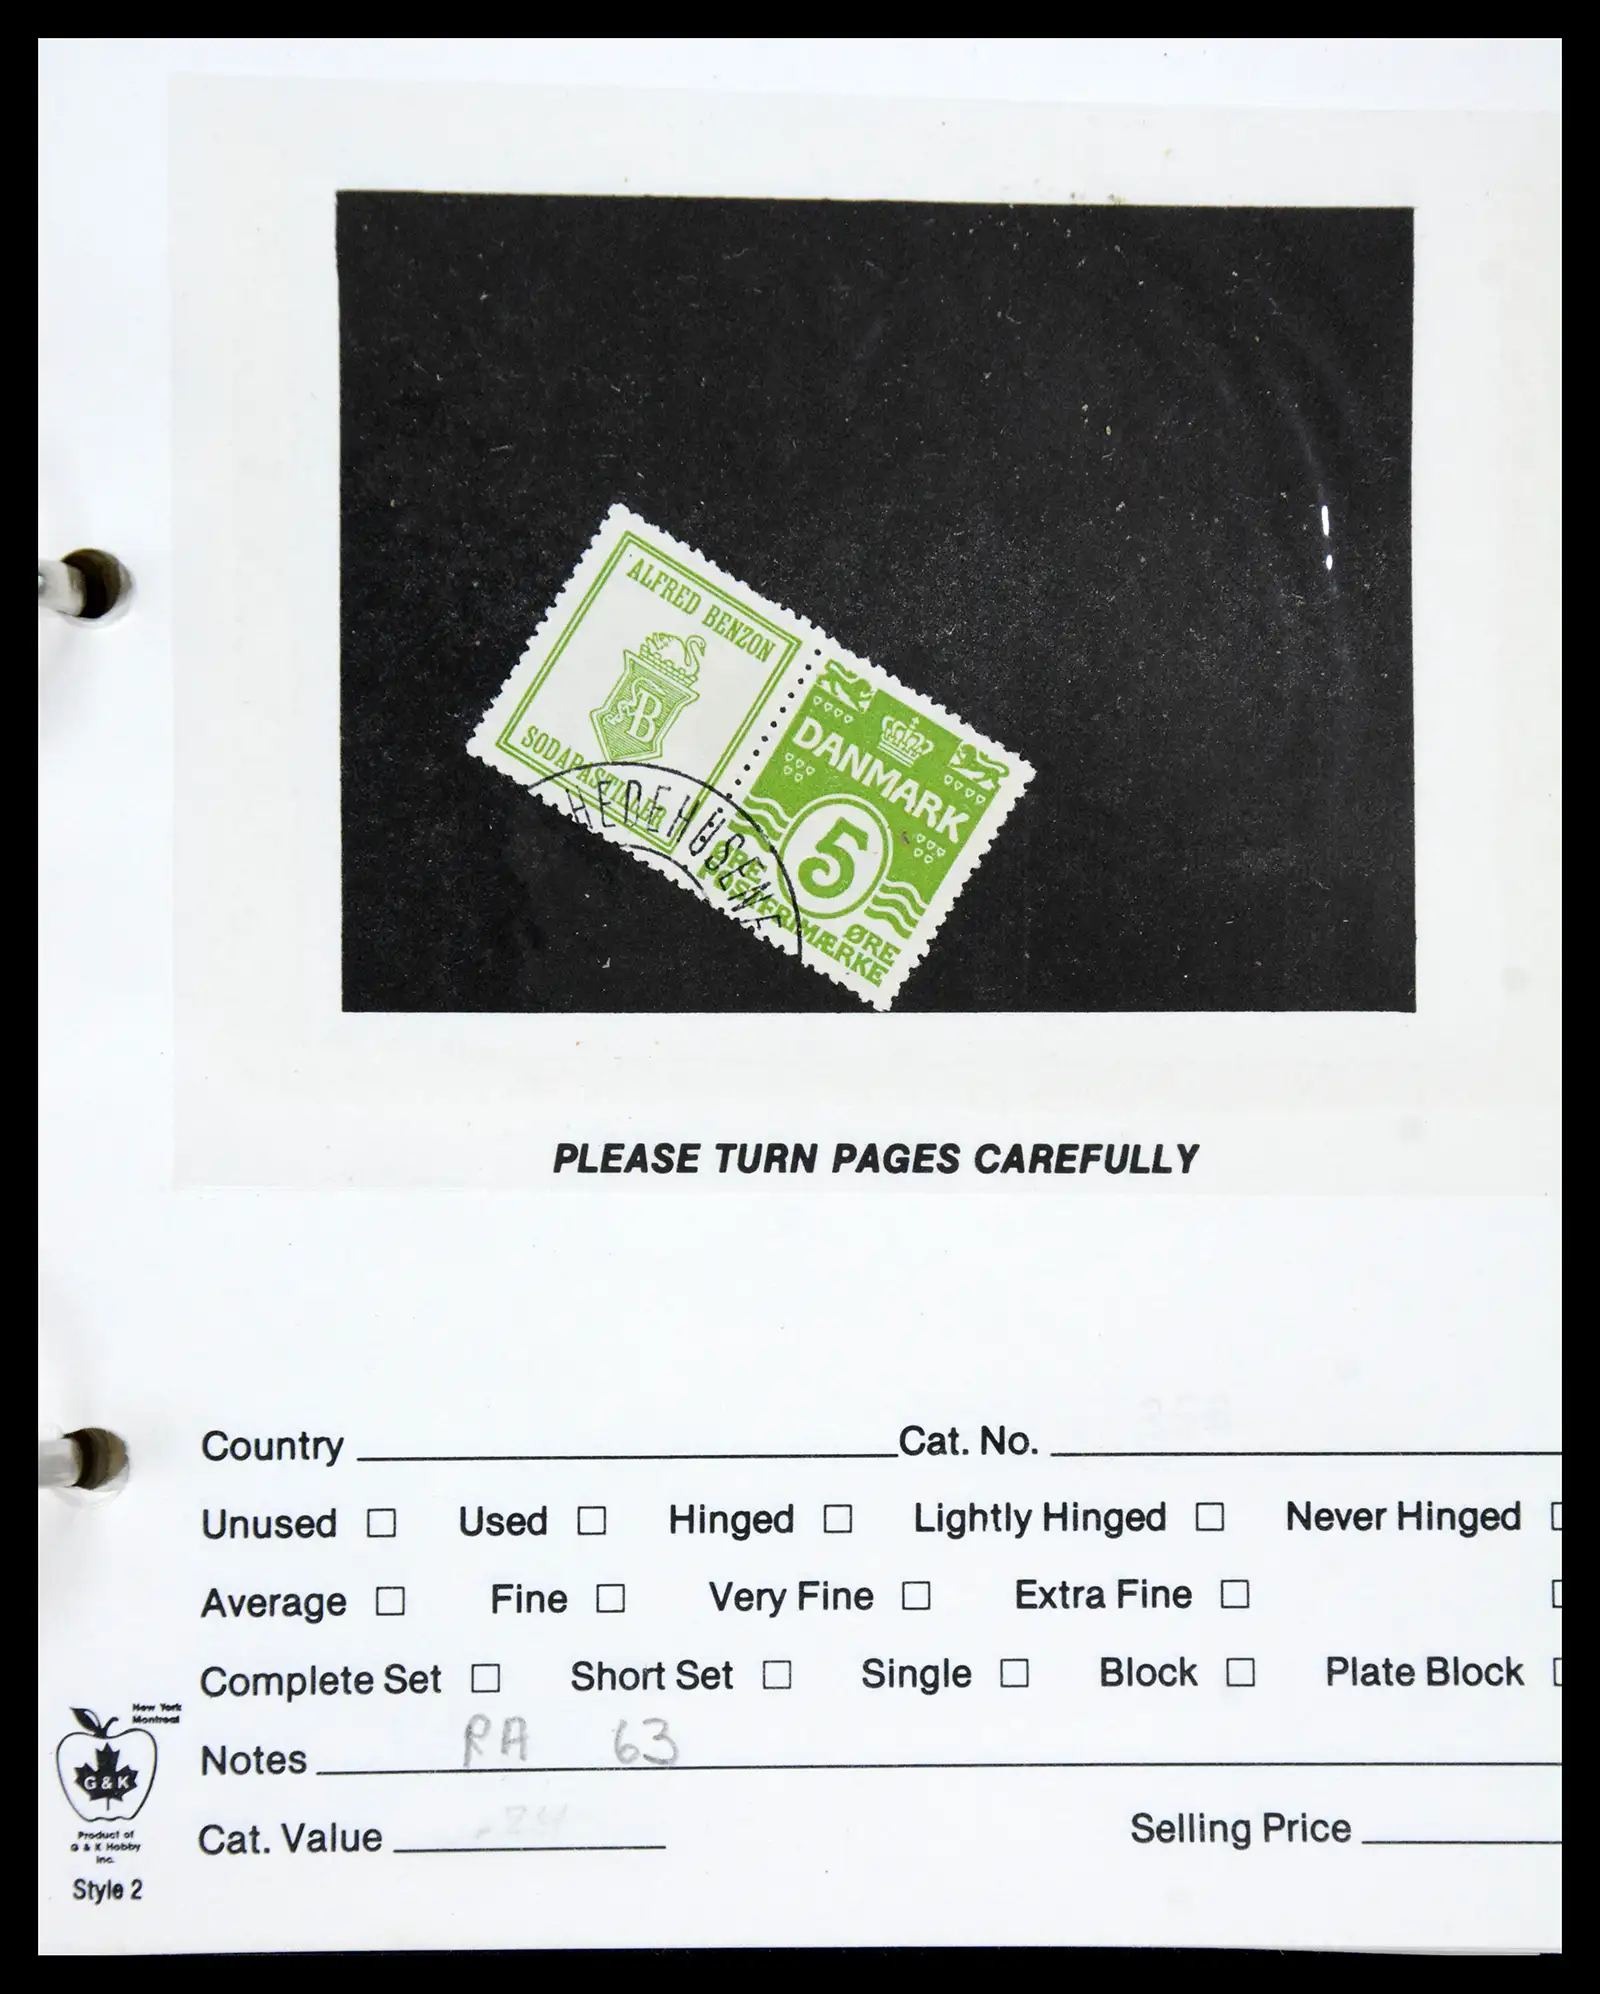 ALFRED BENZON
B
SODAPASTILLER
DANMARK
5
ØRE ØRE
POSTFRIMÆRKE
HEDEHUSENE
PLEASE TURN PAGES CAREFULLY
Country Cat. No.
Unused Used Hinged Lightly Hinged Never Hinged
Average Fine Very Fine Extra Fine
Complete Set Short Set Single Block Plate Block
New York
Montreal
Notes RA 63
G & K
Cat. Value Selling Price
Product of
G & K Hobby
Inc.
Style 2